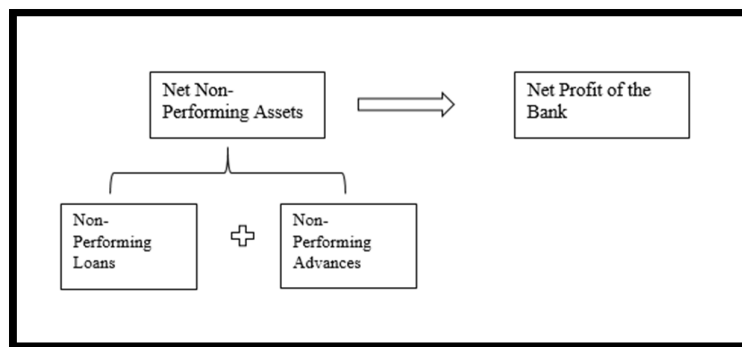 Net Non-
Performing Assets
Net Profit of the
Bank
Non-
Performing
Loans
Non-
Performing
Advances